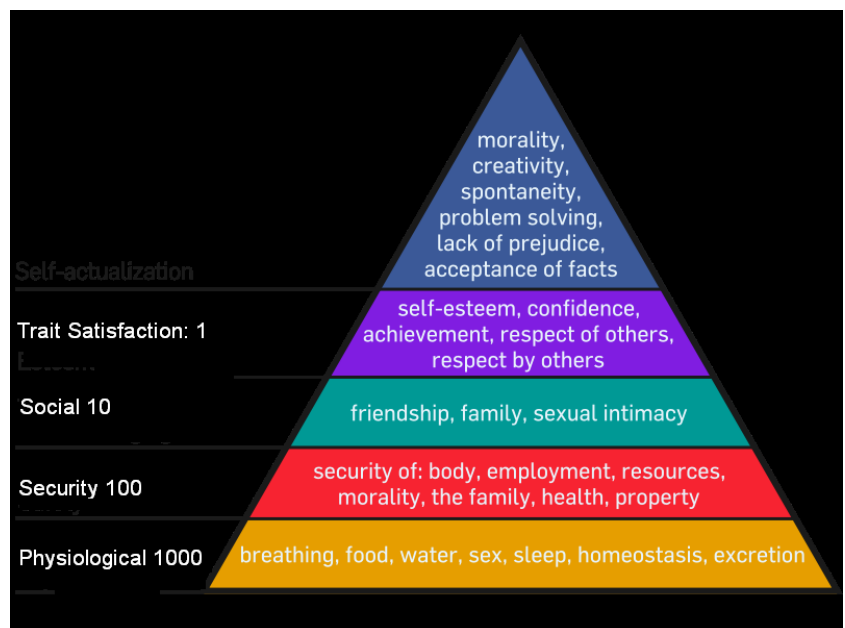 morality,
creativity,
spontaneity,
problem solving,
lack of prejudice,
acceptance of facts
Self-actualization
self-esteem, confidence,
achievement, respect of others,
respect by others
Trait Satisfaction: 1
friendship, family, sexual intimacy
Social 10
security of: body, employment, resources,
morality, the family, health, property
Security 100
breathing, food, water, sex, sleep, homeostasis, excretion
Physiological 1000